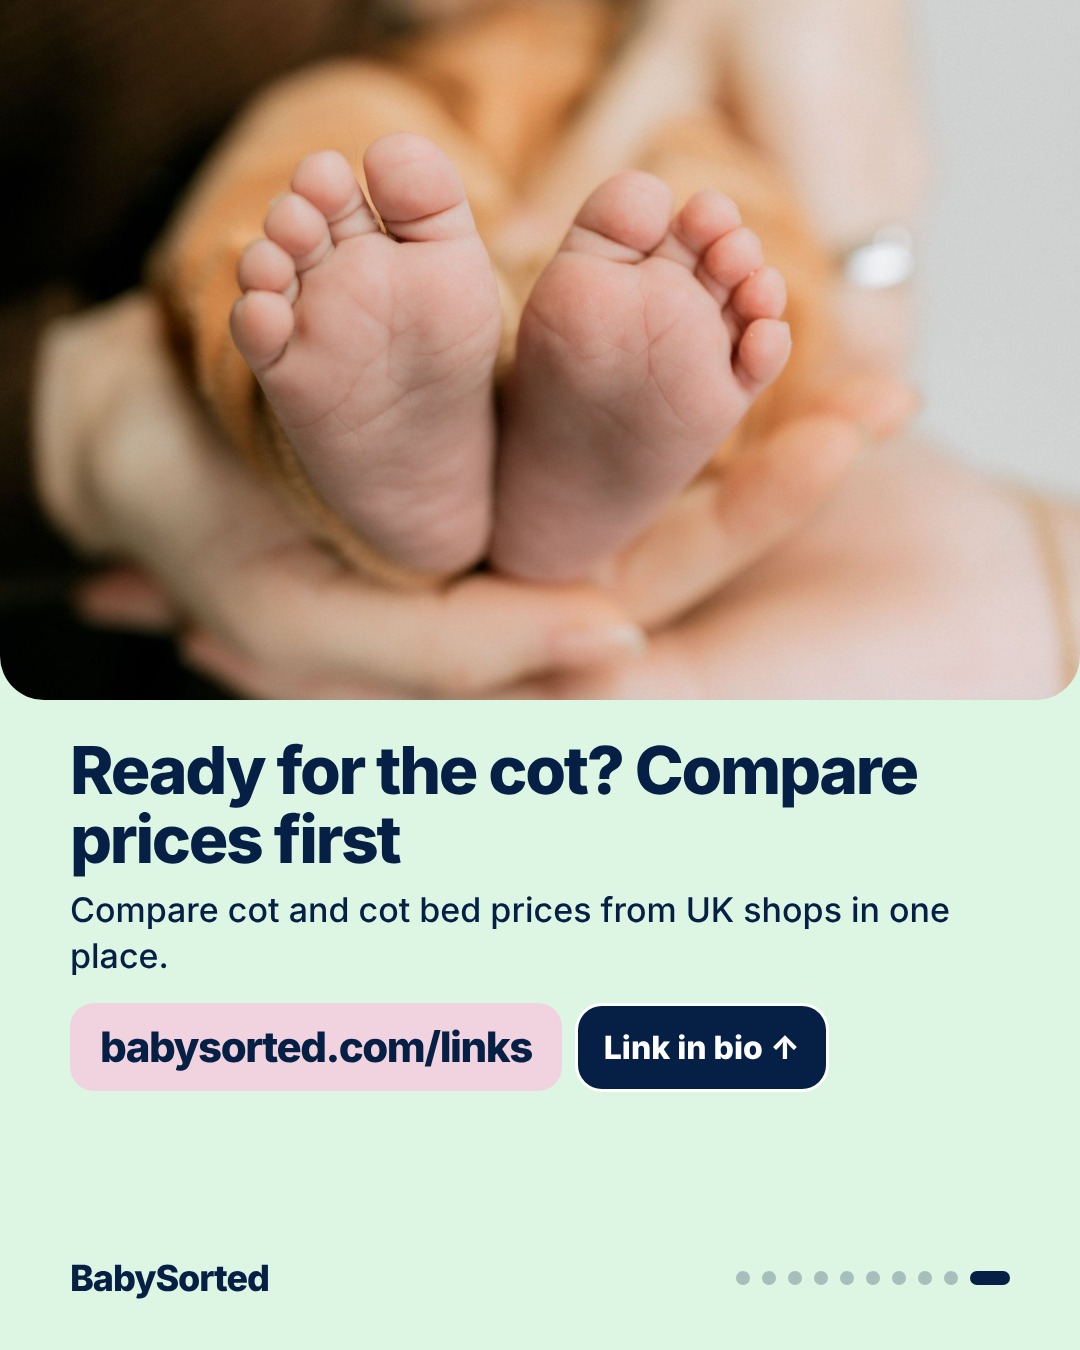 Ready for the cot? Compare
prices first
Compare cot and cot bed prices from UK shops in one
place.
babysorted.com/links
Link in bio ↑
BabySorted